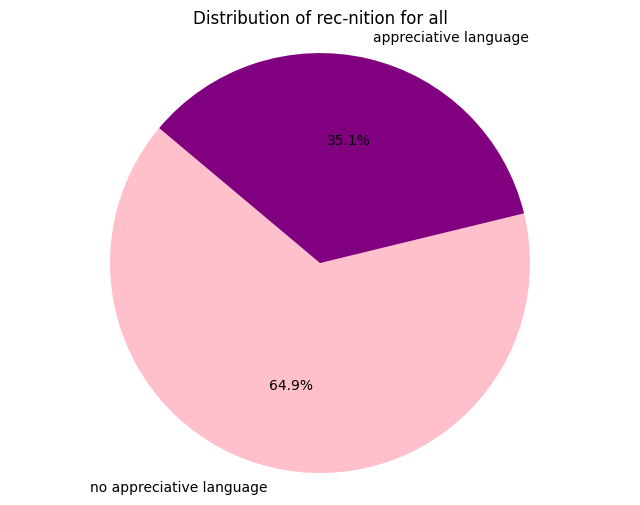 Distribution of rec-nition for all
appreciative language
35.1%
64.9%
no appreciative language